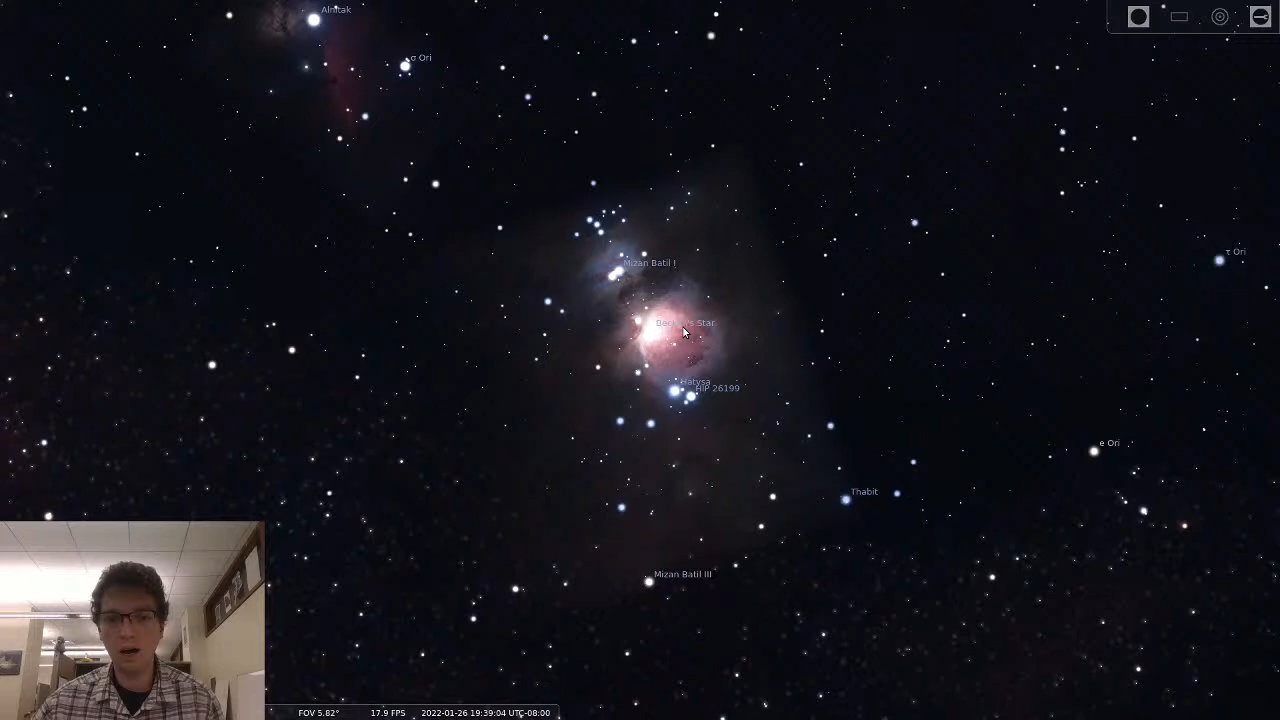 Alnitak
σ Ori
τ Ori
Mizan Batil I
Star
Hatysa
HIP 26199
e Ori
Thabit
Mizan Batil III
FOV 5.82° 17.9 FPS 2022-01-26 19:39:04 UTC-08:00